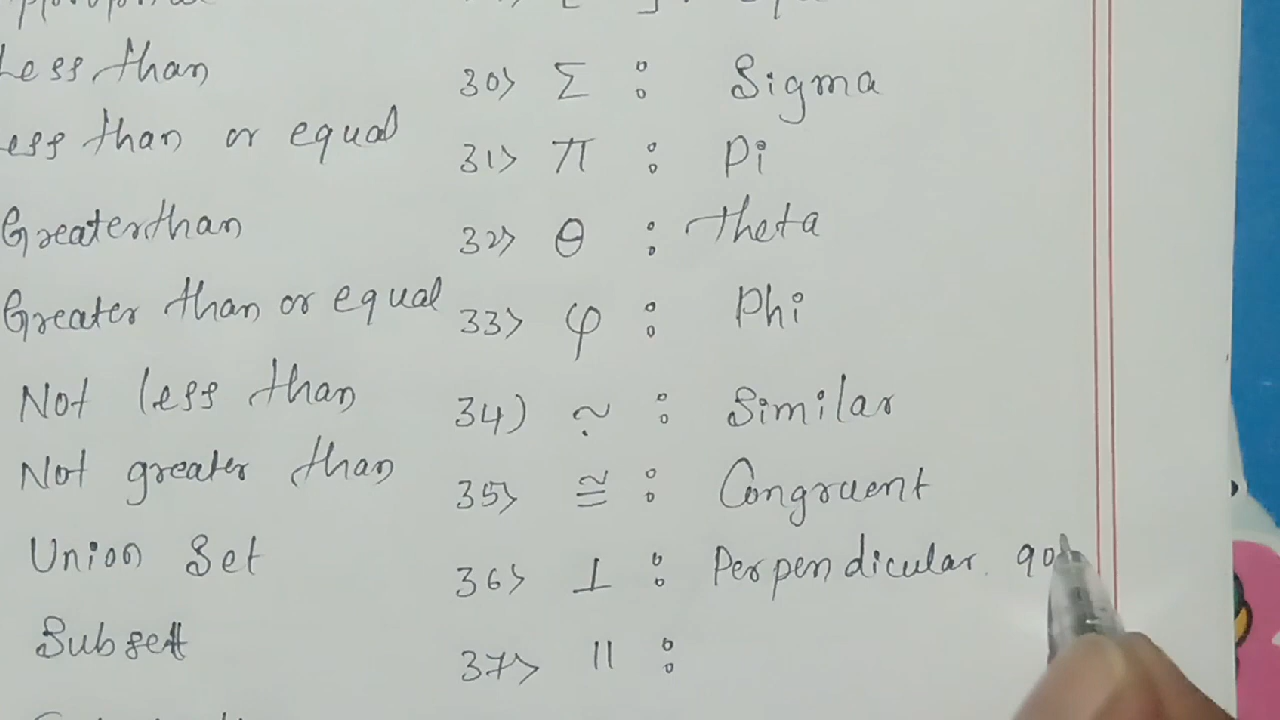 Less than
30> Σ : Sigma
Less than or equal
31> π : Pi
Greaterthan
32> θ : Theta
Greater than or equal
33> φ : Phi
Not less than
34) ~ : Similar
Not greater than
35> ≅ : Congruent
Union Set
36> ⊥ : Perpendicular. 90
Subset
37> || :